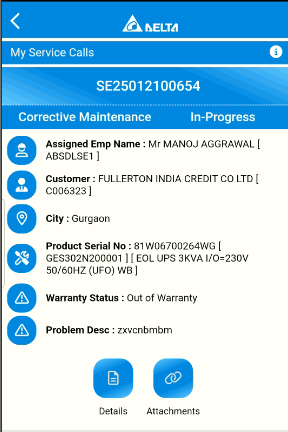 DELTA
My Service Calls
SE25012100654
Corrective Maintenance In-Progress
Assigned Emp Name : Mr MANOJ AGGRAWAL [
ABSDLSE1 ]
Customer : FULLERTON INDIA CREDIT CO LTD [
C006323 ]
City : Gurgaon
Product Serial No : 81W06700264WG [
GES302N200001 ] [ EOL UPS 3KVA I/O=230V
50/60HZ (UFO) WB ]
Warranty Status : Out of Warranty
Problem Desc : zxvcnbmbm
Details Attachments